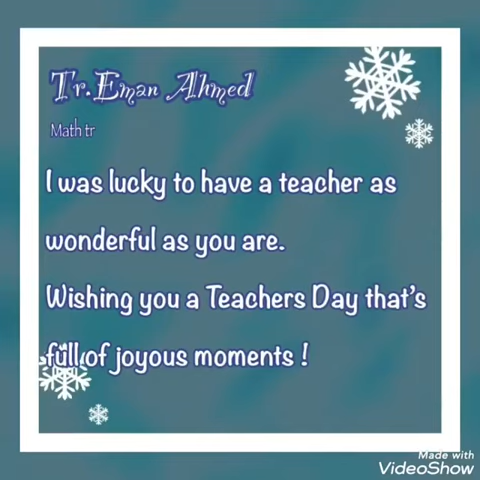 Tr.Eman Ahmed
Math tr
I was lucky to have a teacher as
wonderful as you are.
Wishing you a Teachers Day that's
full of joyous moments !
Made with
VideoShow